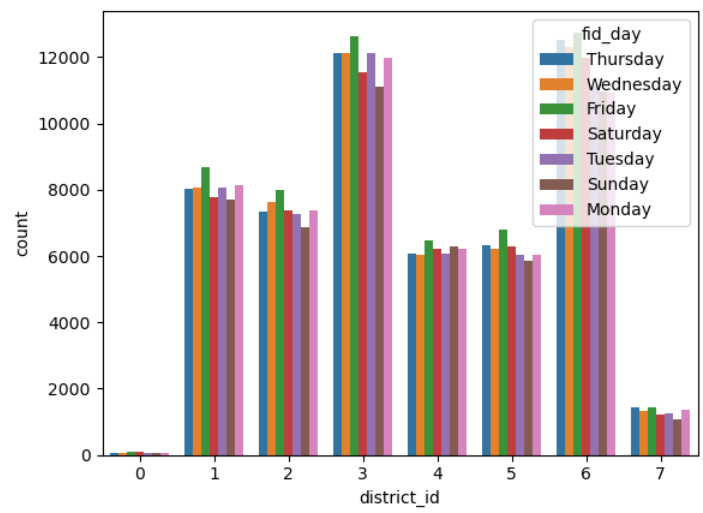 fid_day
Thursday
Wednesday
Friday
Saturday
Tuesday
Sunday
Monday
12000
10000
8000
6000
4000
2000
0
count
0 1 2 3 4 5 6 7
district_id